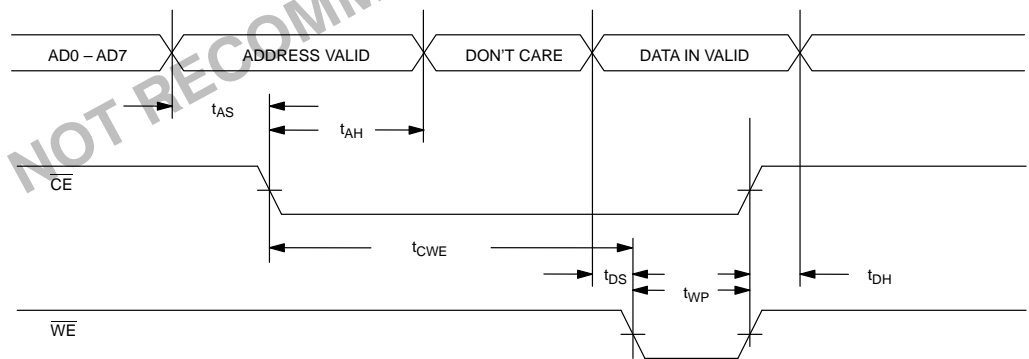 NOT RECOMM
AD0 – AD7 ADDRESS VALID DON'T CARE DATA IN VALID
tAS
tAH
CE
tCWE
tDS
tWP
tDH
WE